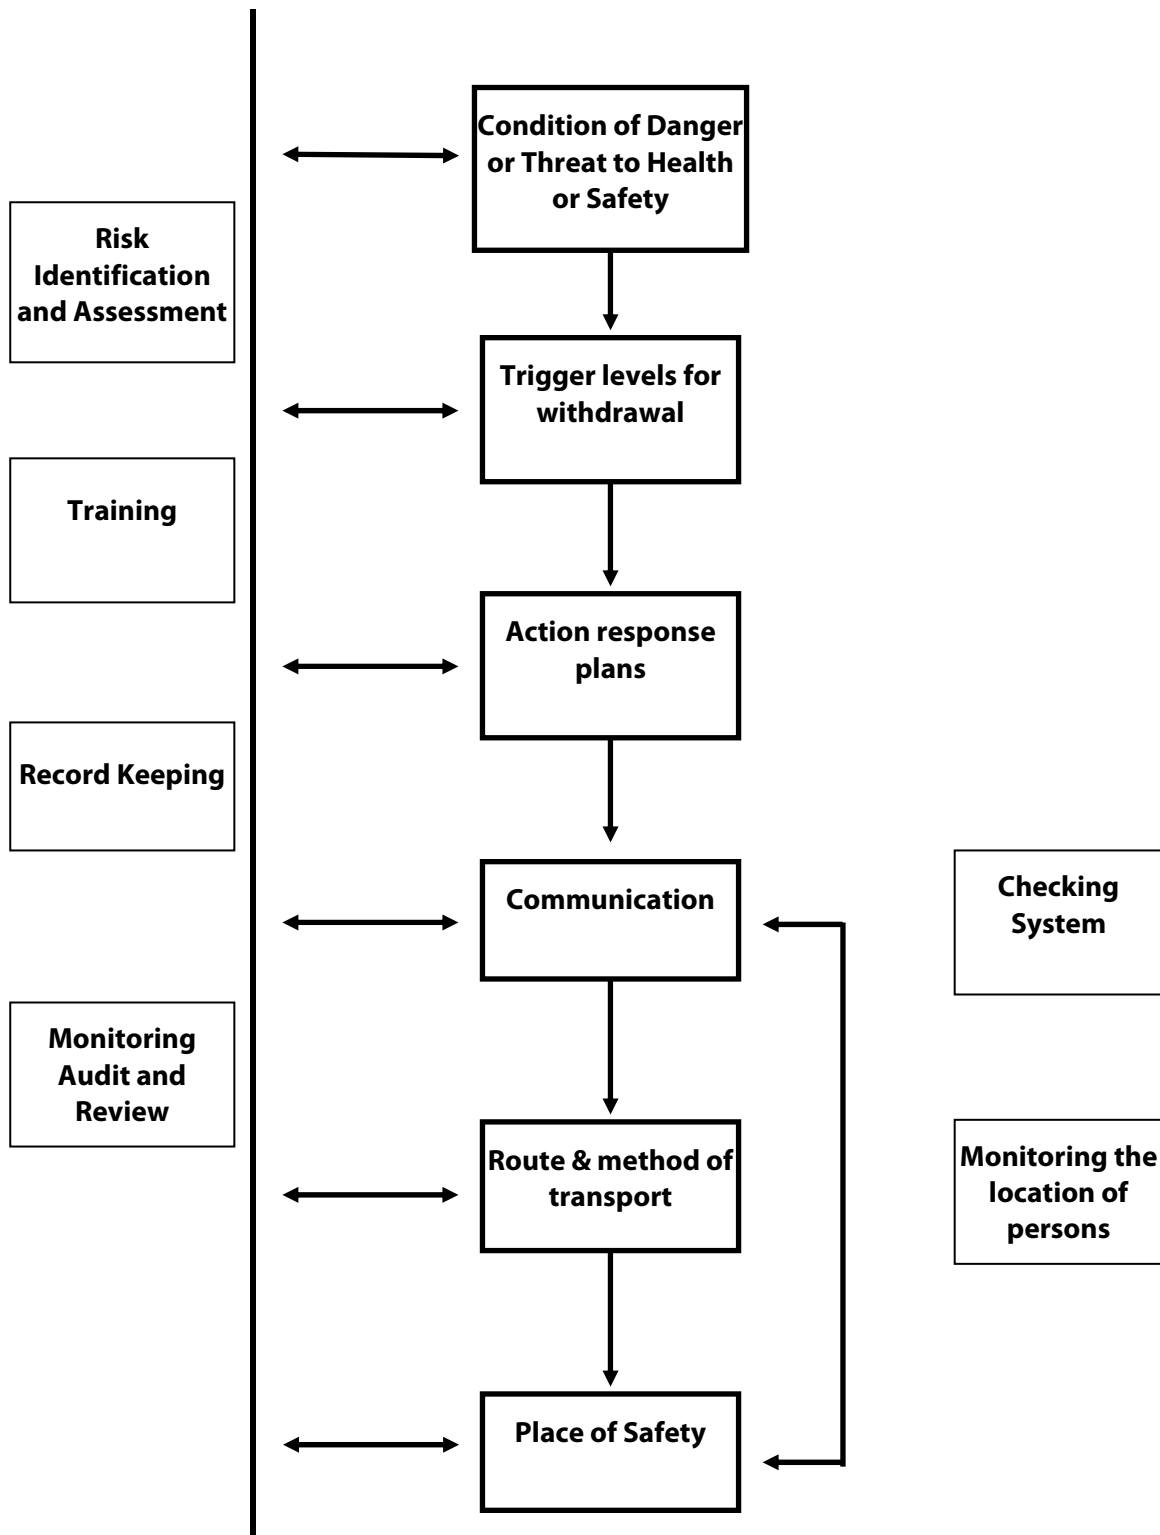 Condition of Danger
or Threat to Health
or Safety
Risk
Identification
and Assessment
Trigger levels for
withdrawal
Training
Action response
plans
Record Keeping
Communication
Checking
System
Monitoring
Audit and
Review
Route & method of
transport
Monitoring the
location of
persons
Place of Safety